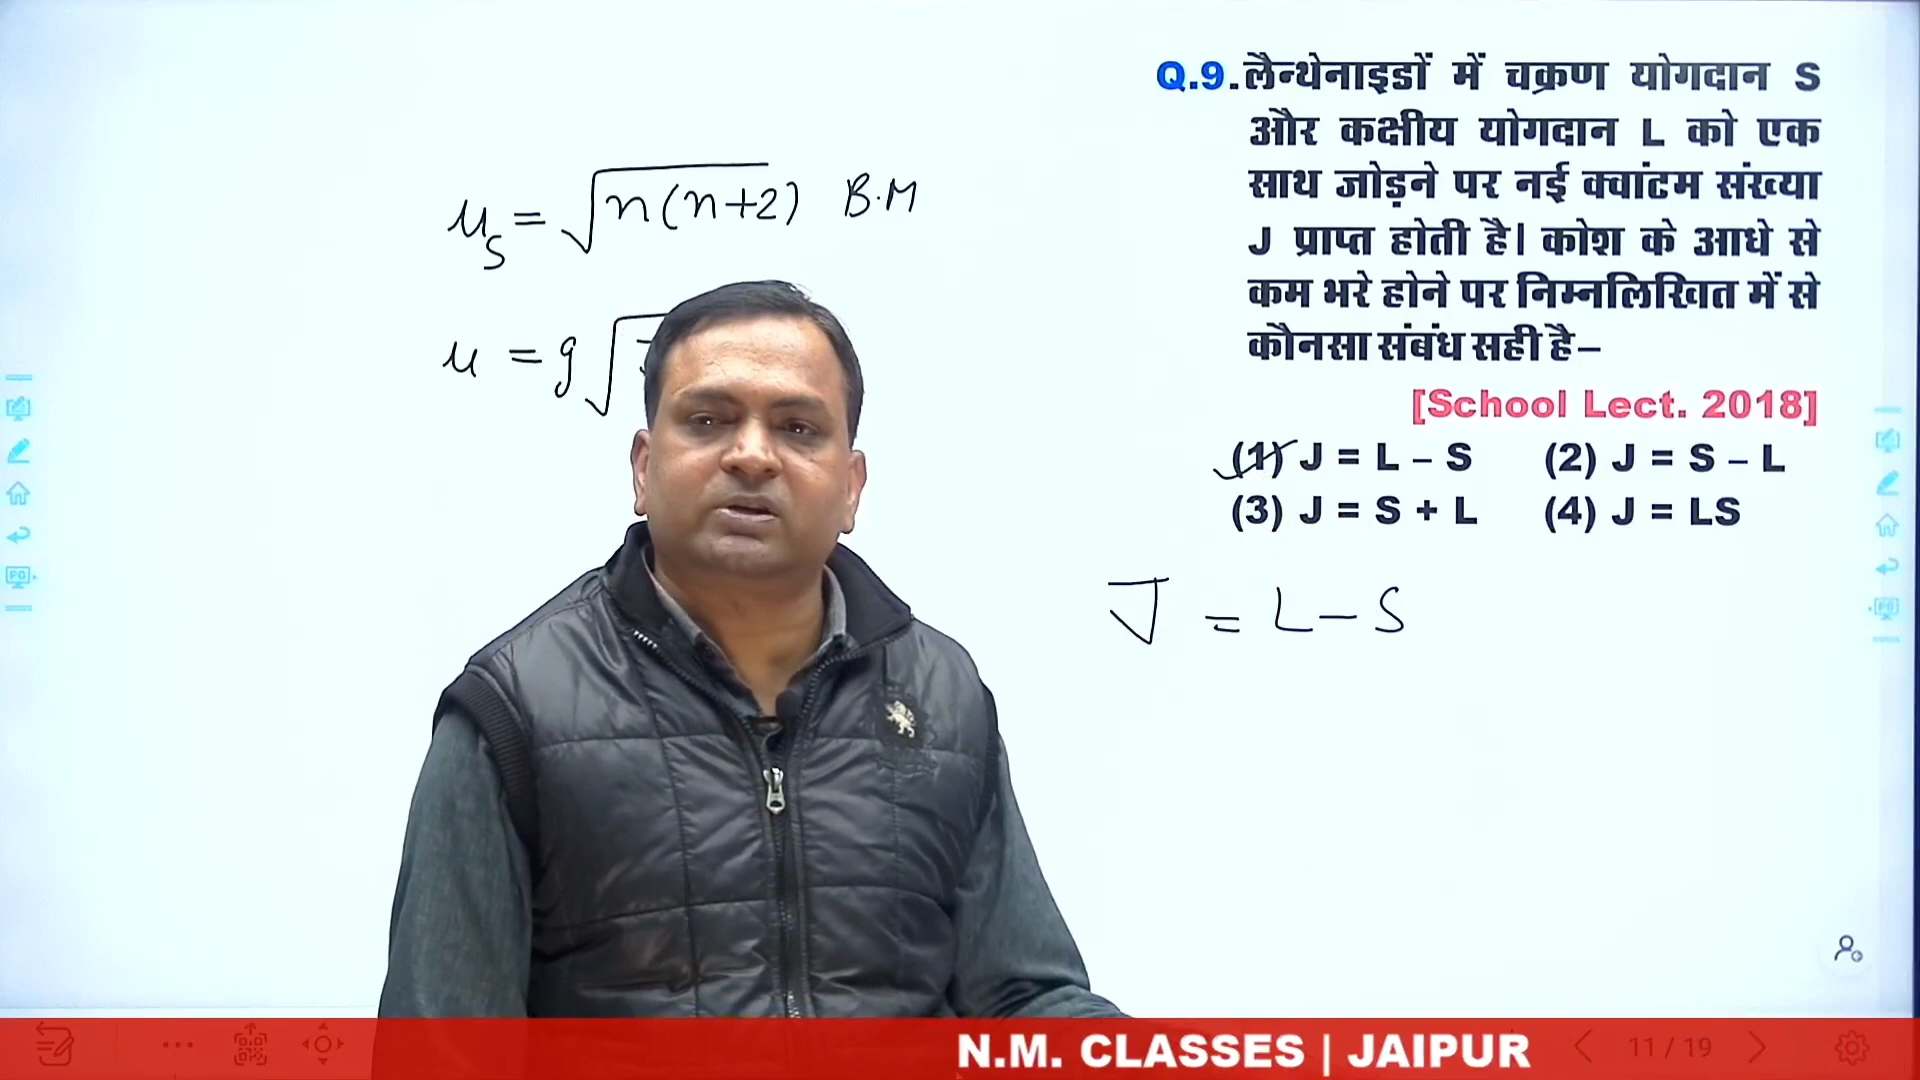 Q.9. लैन्थेनाइडों में चक्रण योगदान S
और कक्षीय योगदान L को एक
साथ जोड़ने पर नई क्वांटम संख्या
J प्राप्त होती है। कोश के आधे से
कम भरे होने पर निम्नलिखित में से
कौनसा संबंध सही है–
[School Lect. 2018]
(1) J = L – S (2) J = S – L
(3) J = S + L (4) J = LS
μs = √n(n+2) B.M
μ = g√
J = L – S
N.M. CLASSES | JAIPUR
11 / 19